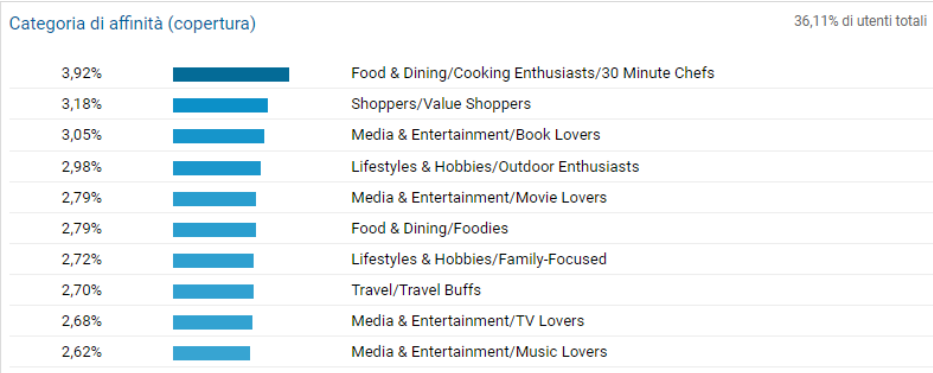 Categoria di affinità (copertura) 36,11% di utenti totali
3,92% Food & Dining/Cooking Enthusiasts/30 Minute Chefs
3,18% Shoppers/Value Shoppers
3,05% Media & Entertainment/Book Lovers
2,98% Lifestyles & Hobbies/Outdoor Enthusiasts
2,79% Media & Entertainment/Movie Lovers
2,79% Food & Dining/Foodies
2,72% Lifestyles & Hobbies/Family-Focused
2,70% Travel/Travel Buffs
2,68% Media & Entertainment/TV Lovers
2,62% Media & Entertainment/Music Lovers